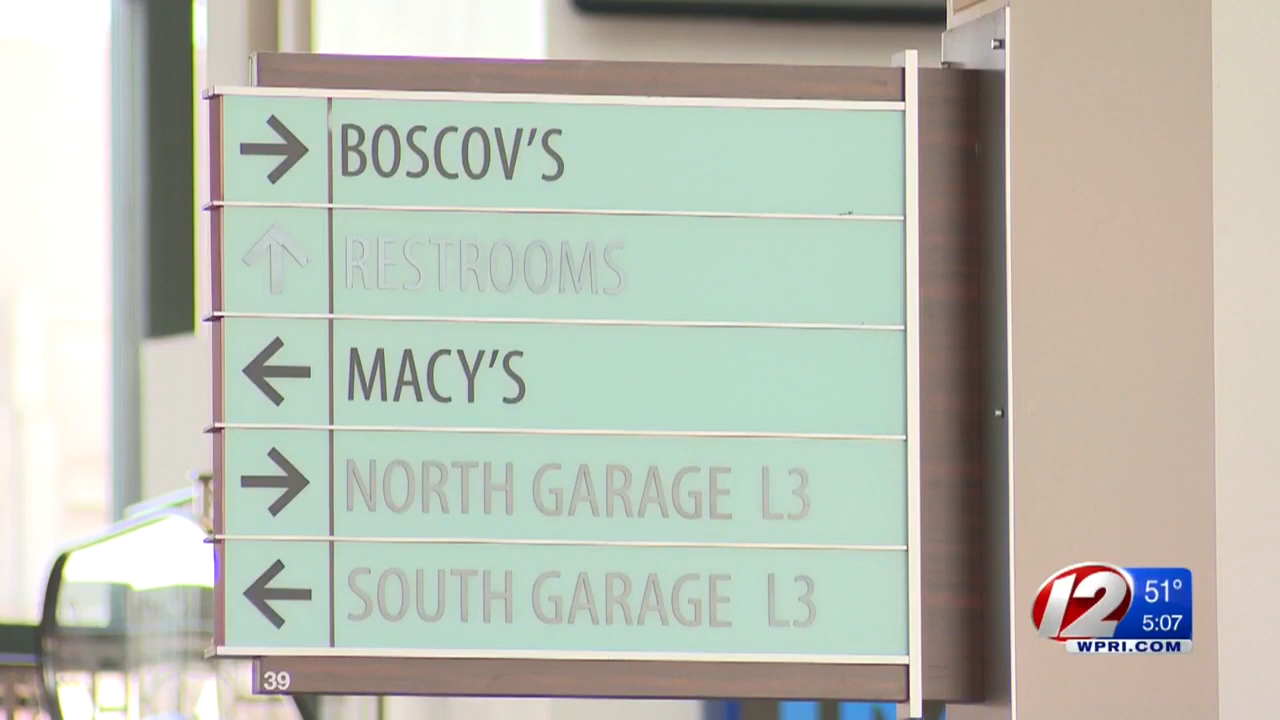 BOSCOV'S
RESTROOMS
MACY'S
NORTH GARAGE L3
SOUTH GARAGE L3
39
12
51°
5:07
WPRI.COM